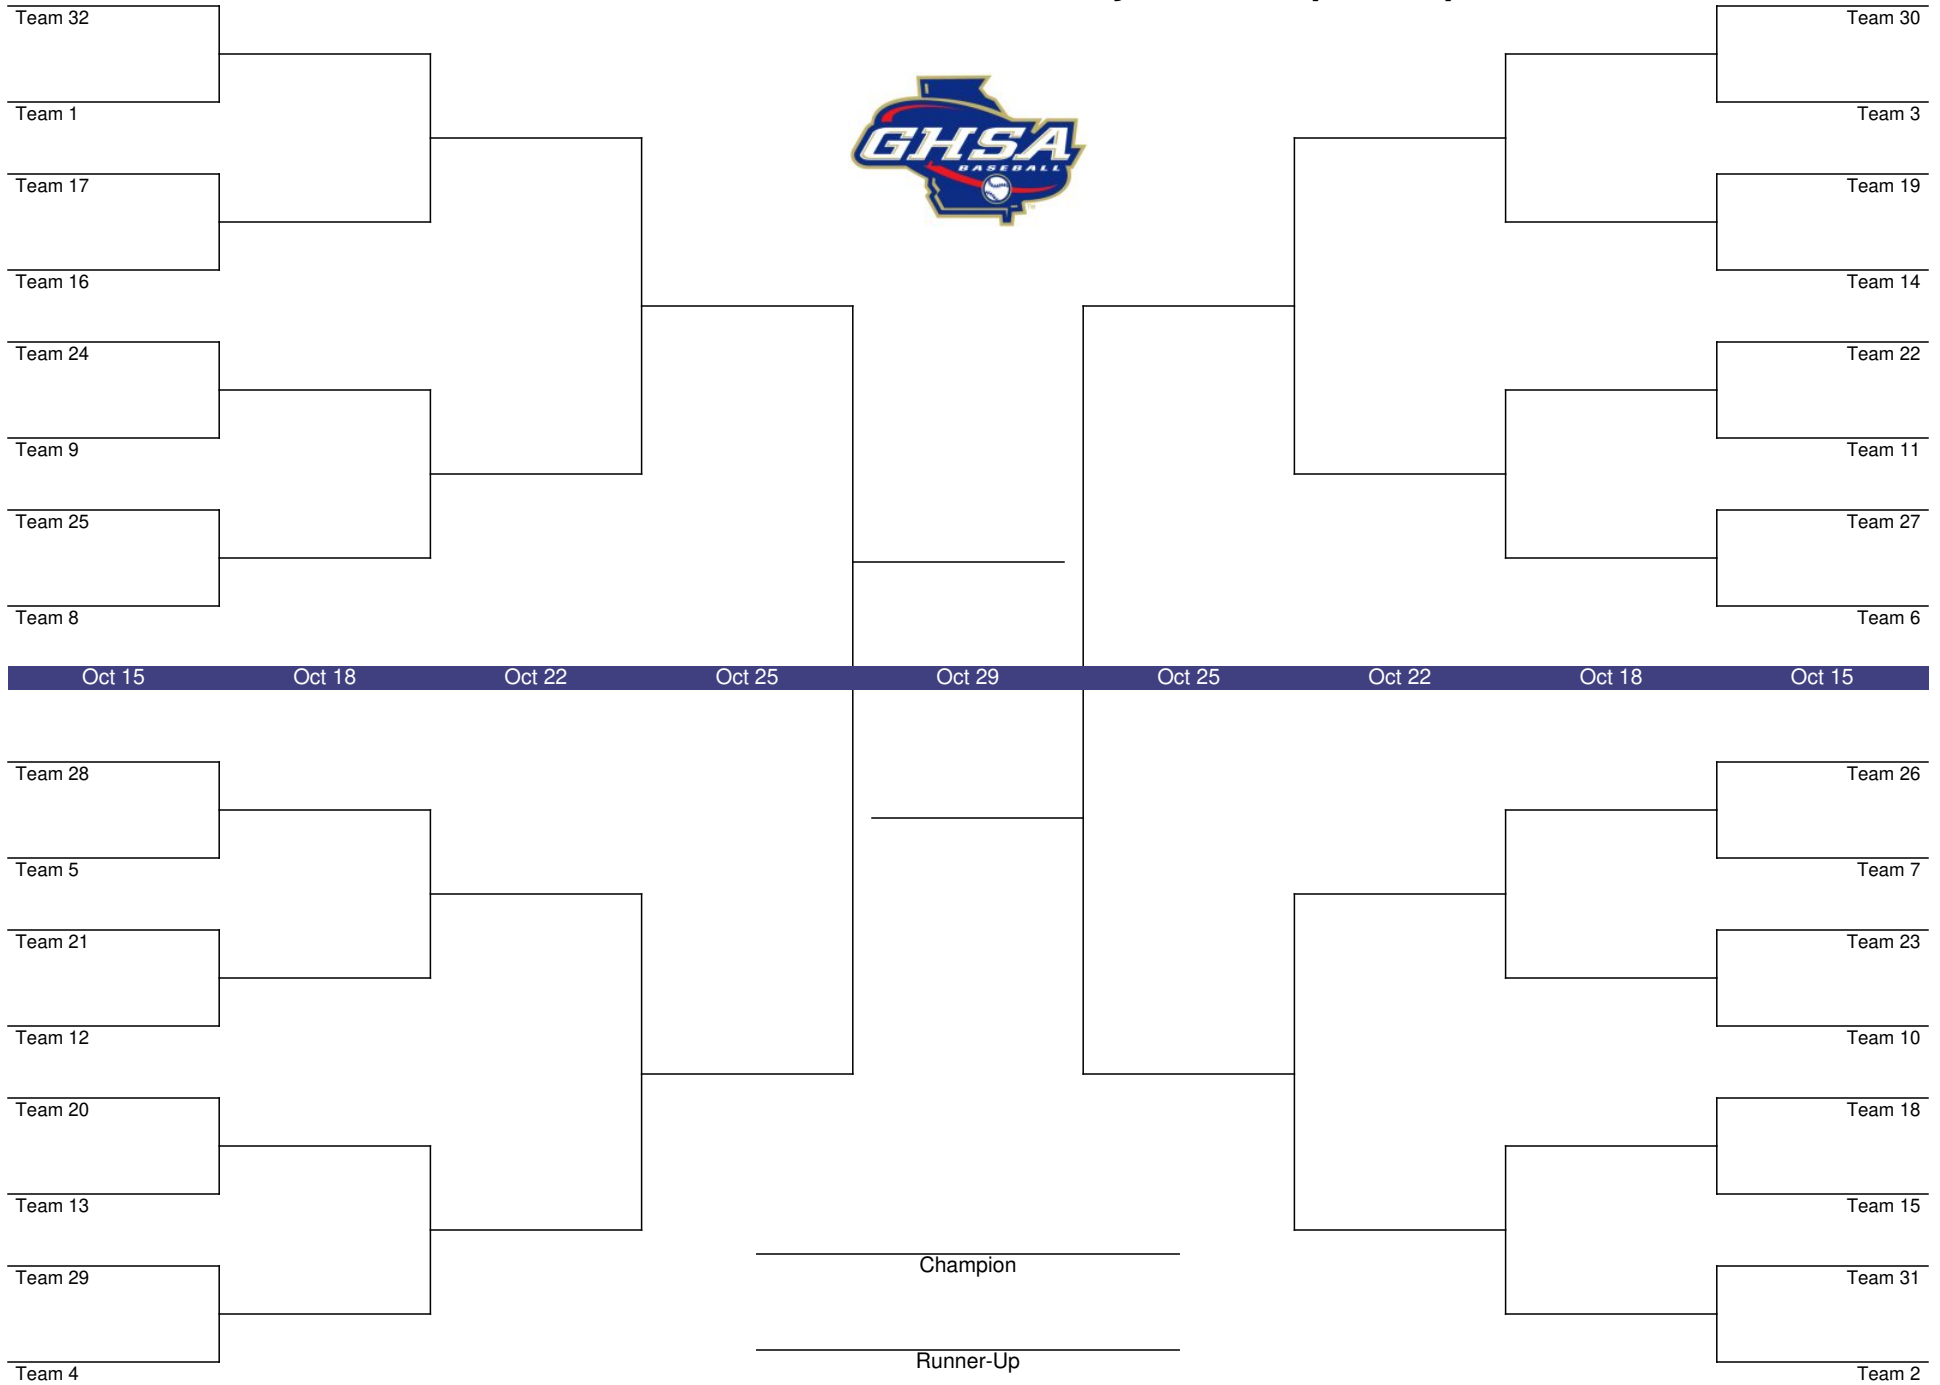 Team 32
Team 1
Team 17
Team 16
Team 24
Team 9
Team 25
Team 8
GHSA
BASEBALL
Team 30
Team 3
Team 19
Team 14
Team 22
Team 11
Team 27
Team 6
Oct 15 Oct 18 Oct 22 Oct 25 Oct 29 Oct 25 Oct 22 Oct 18 Oct 15
Team 28
Team 5
Team 21
Team 12
Team 20
Team 13
Team 29
Team 4
Champion
Runner-Up
Team 26
Team 7
Team 23
Team 10
Team 18
Team 15
Team 31
Team 2